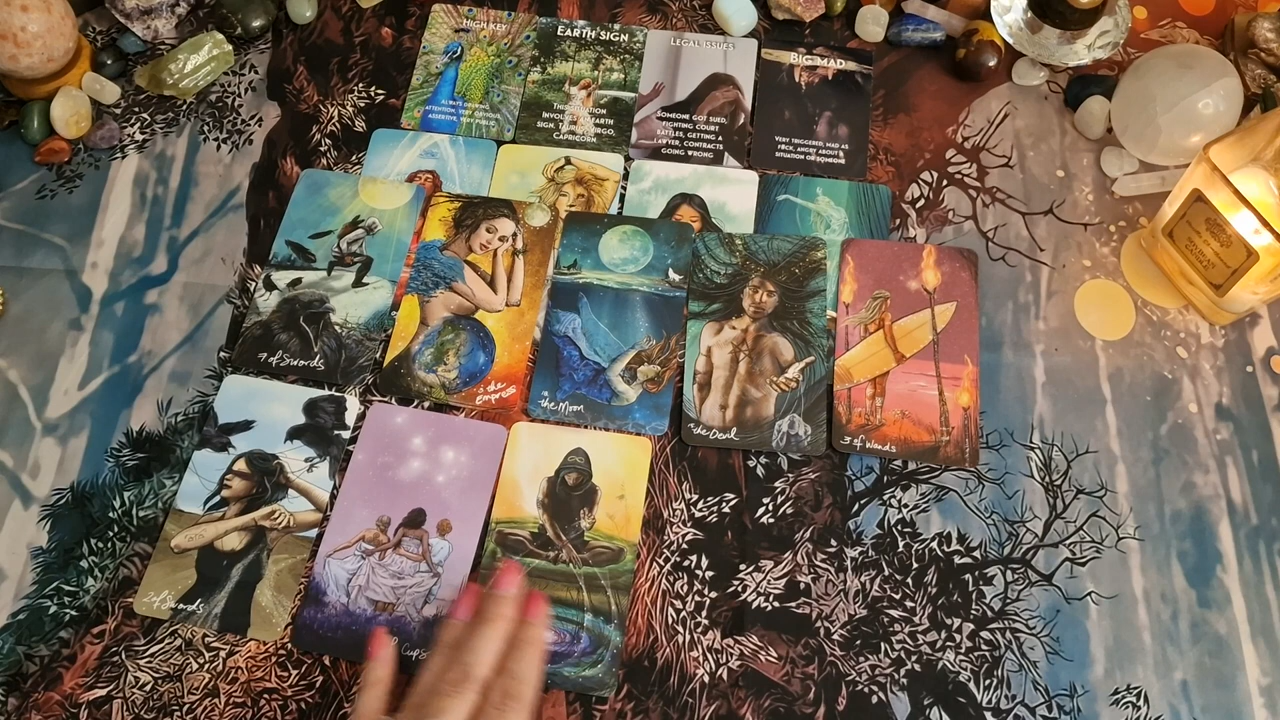 HIGH KEY
ALWAYS DRAWING
ATTENTION, VERY OBVIOUS,
ASSERTIVE, VERY PUBLIC
EARTH SIGN
THIS SITUATION
INVOLVES AN EARTH
SIGN, TAURUS, VIRGO,
CAPRICORN
LEGAL ISSUES
SOMEONE GOT SUED,
FIGHTING COURT
BATTLES, GETTING A
LAWYER, CONTRACTS
GOING WRONG
BIG MAD
VERY TRIGGERED, MAD AS
F@CK, ANGRY ABOUT A
SITUATION OR SOMEONE
7 of Swords
the
Empress
the Moon
the Devil
3 of Wands
2 of Swords
Cups